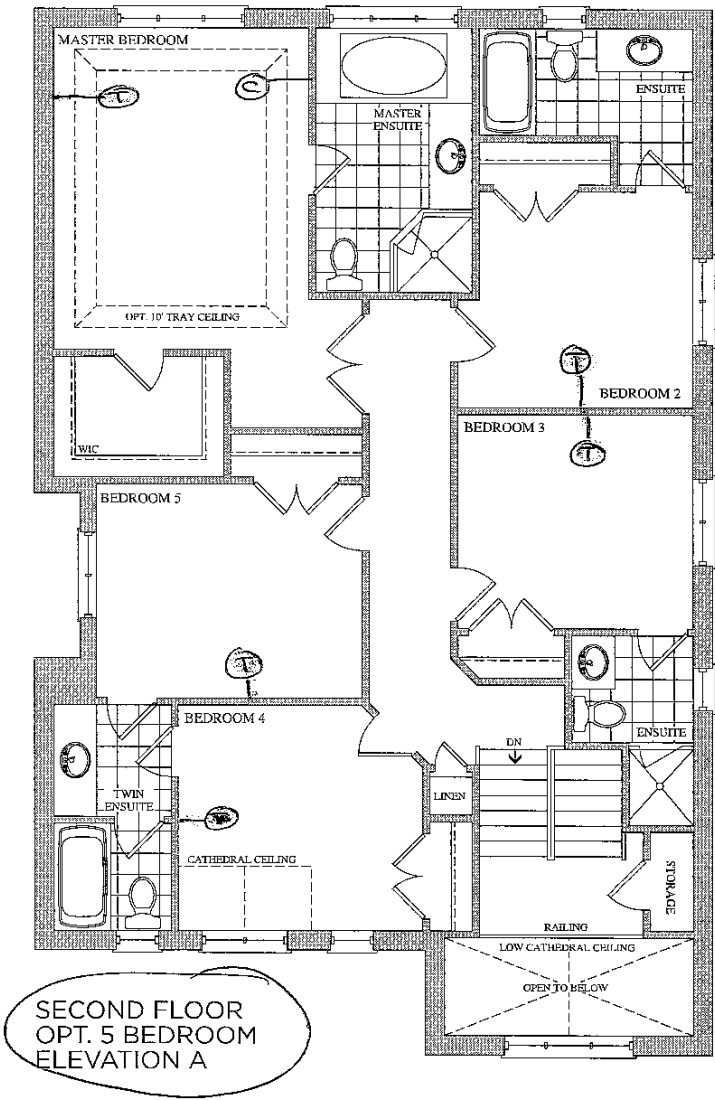 MASTER BEDROOM
T
C
MASTER
ENSUITE
ENSUITE
OPT. 10' TRAY CEILING
T
BEDROOM 2
WIC
BEDROOM 3
T
BEDROOM 5
T
BEDROOM 4
ENSUITE
DN
TWIN
ENSUITE
LINEN
T
CATHEDRAL CEILING
STORAGE
RAILING
LOW CATHEDRAL CEILING
OPEN TO BELOW
SECOND FLOOR
OPT. 5 BEDROOM
ELEVATION A